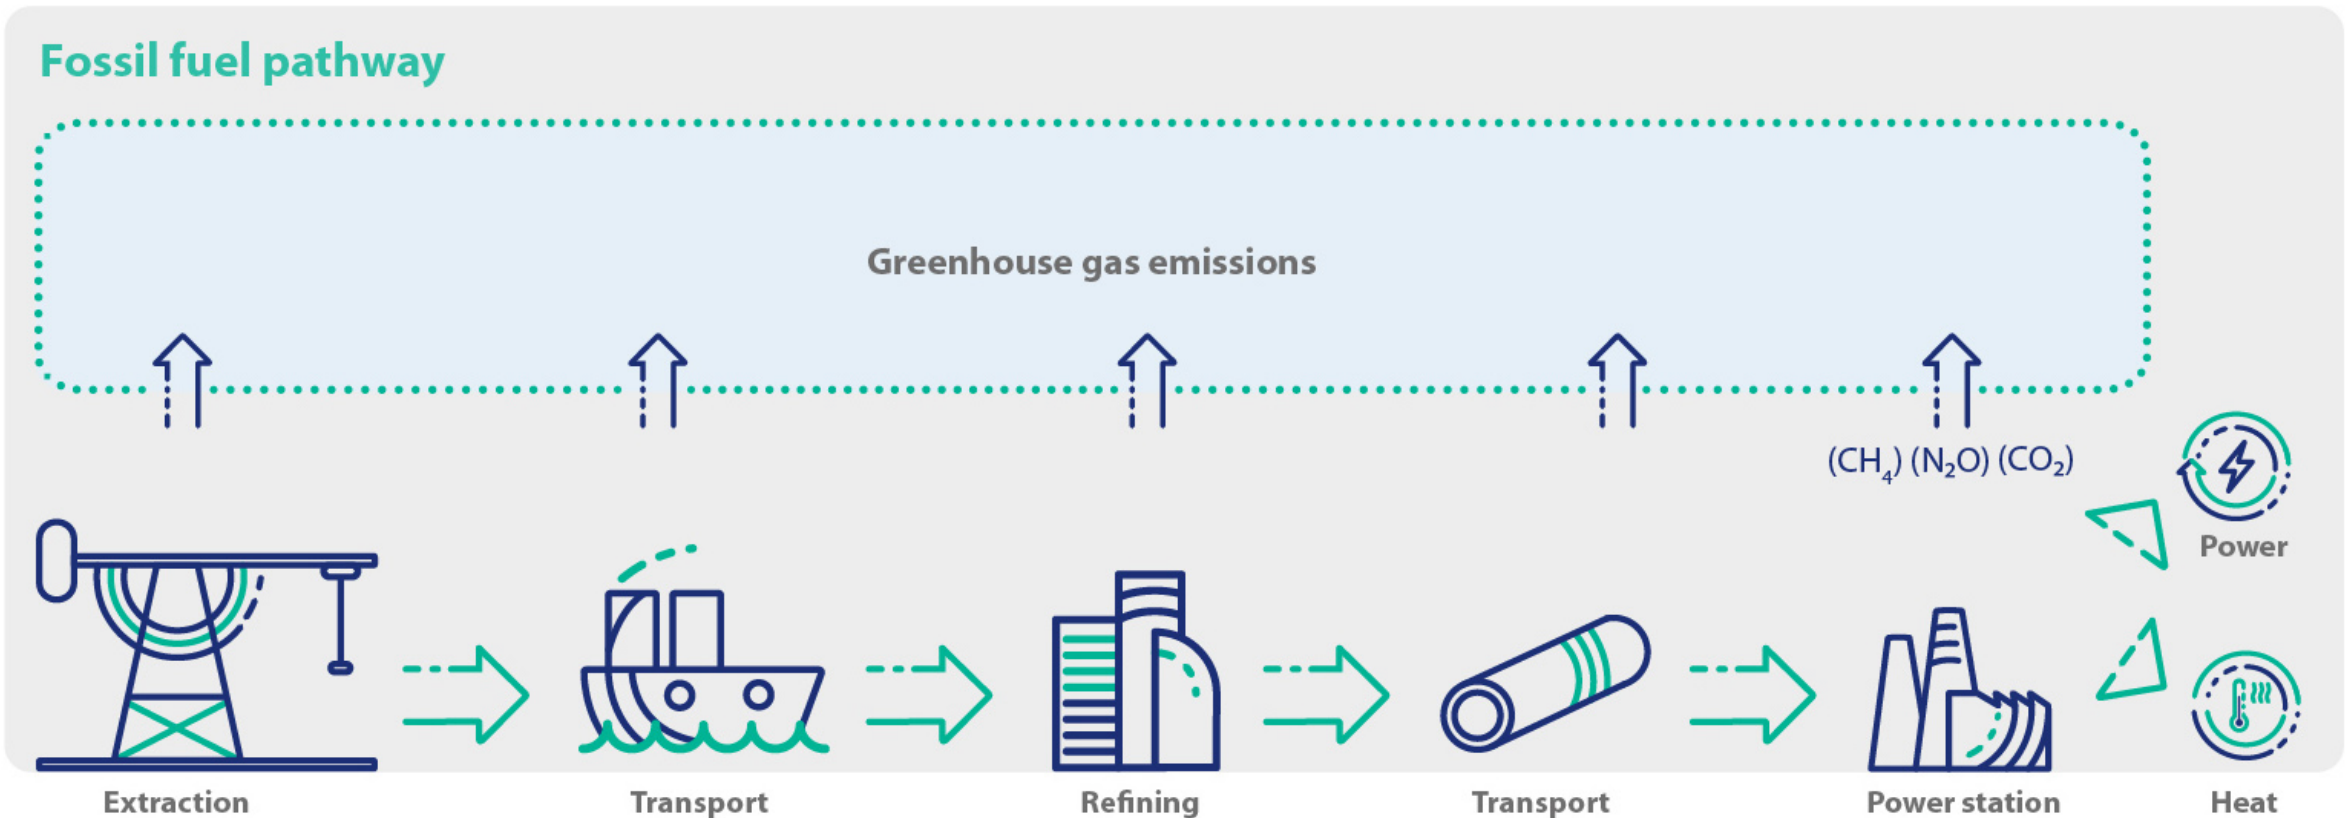 Fossil fuel pathway
Greenhouse gas emissions
(CH₄) (N₂O) (CO₂)
Power
Extraction
Transport
Refining
Transport
Power station
Heat